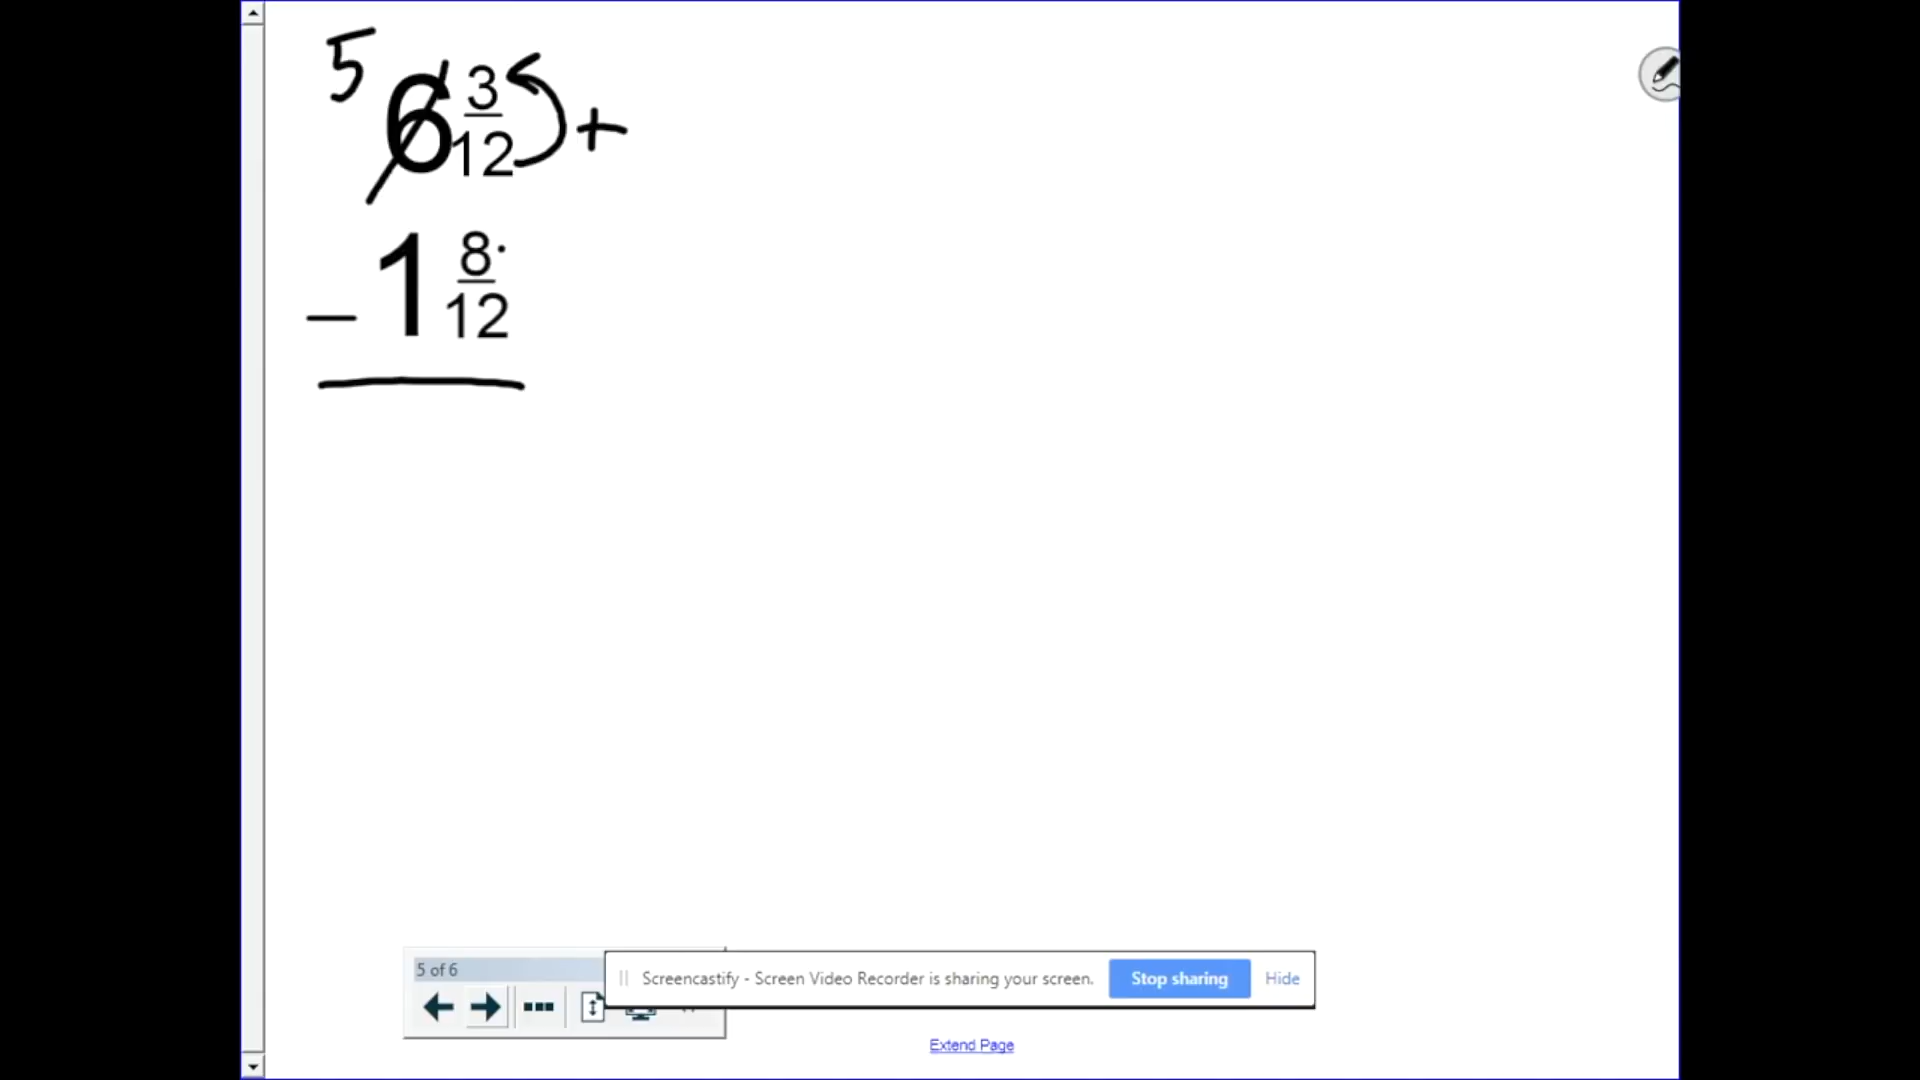 5 6 3/12 +
- 1 8/12
5 of 6
Screencastify - Screen Video Recorder is sharing your screen. Stop sharing Hide
Extend Page